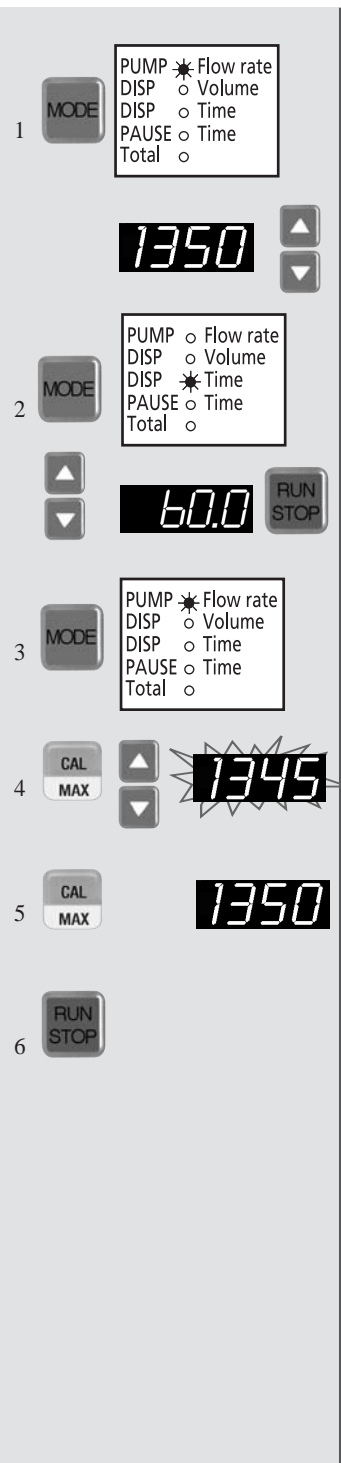 1
MODE
PUMP Flow rate
DISP Volume
DISP Time
PAUSE Time
Total
1350
2
MODE
PUMP Flow rate
DISP Volume
DISP Time
PAUSE Time
Total
60.0
RUN
STOP
3
MODE
PUMP Flow rate
DISP Volume
DISP Time
PAUSE Time
Total
4
CAL
MAX
1345
5
CAL
MAX
1350
6
RUN
STOP